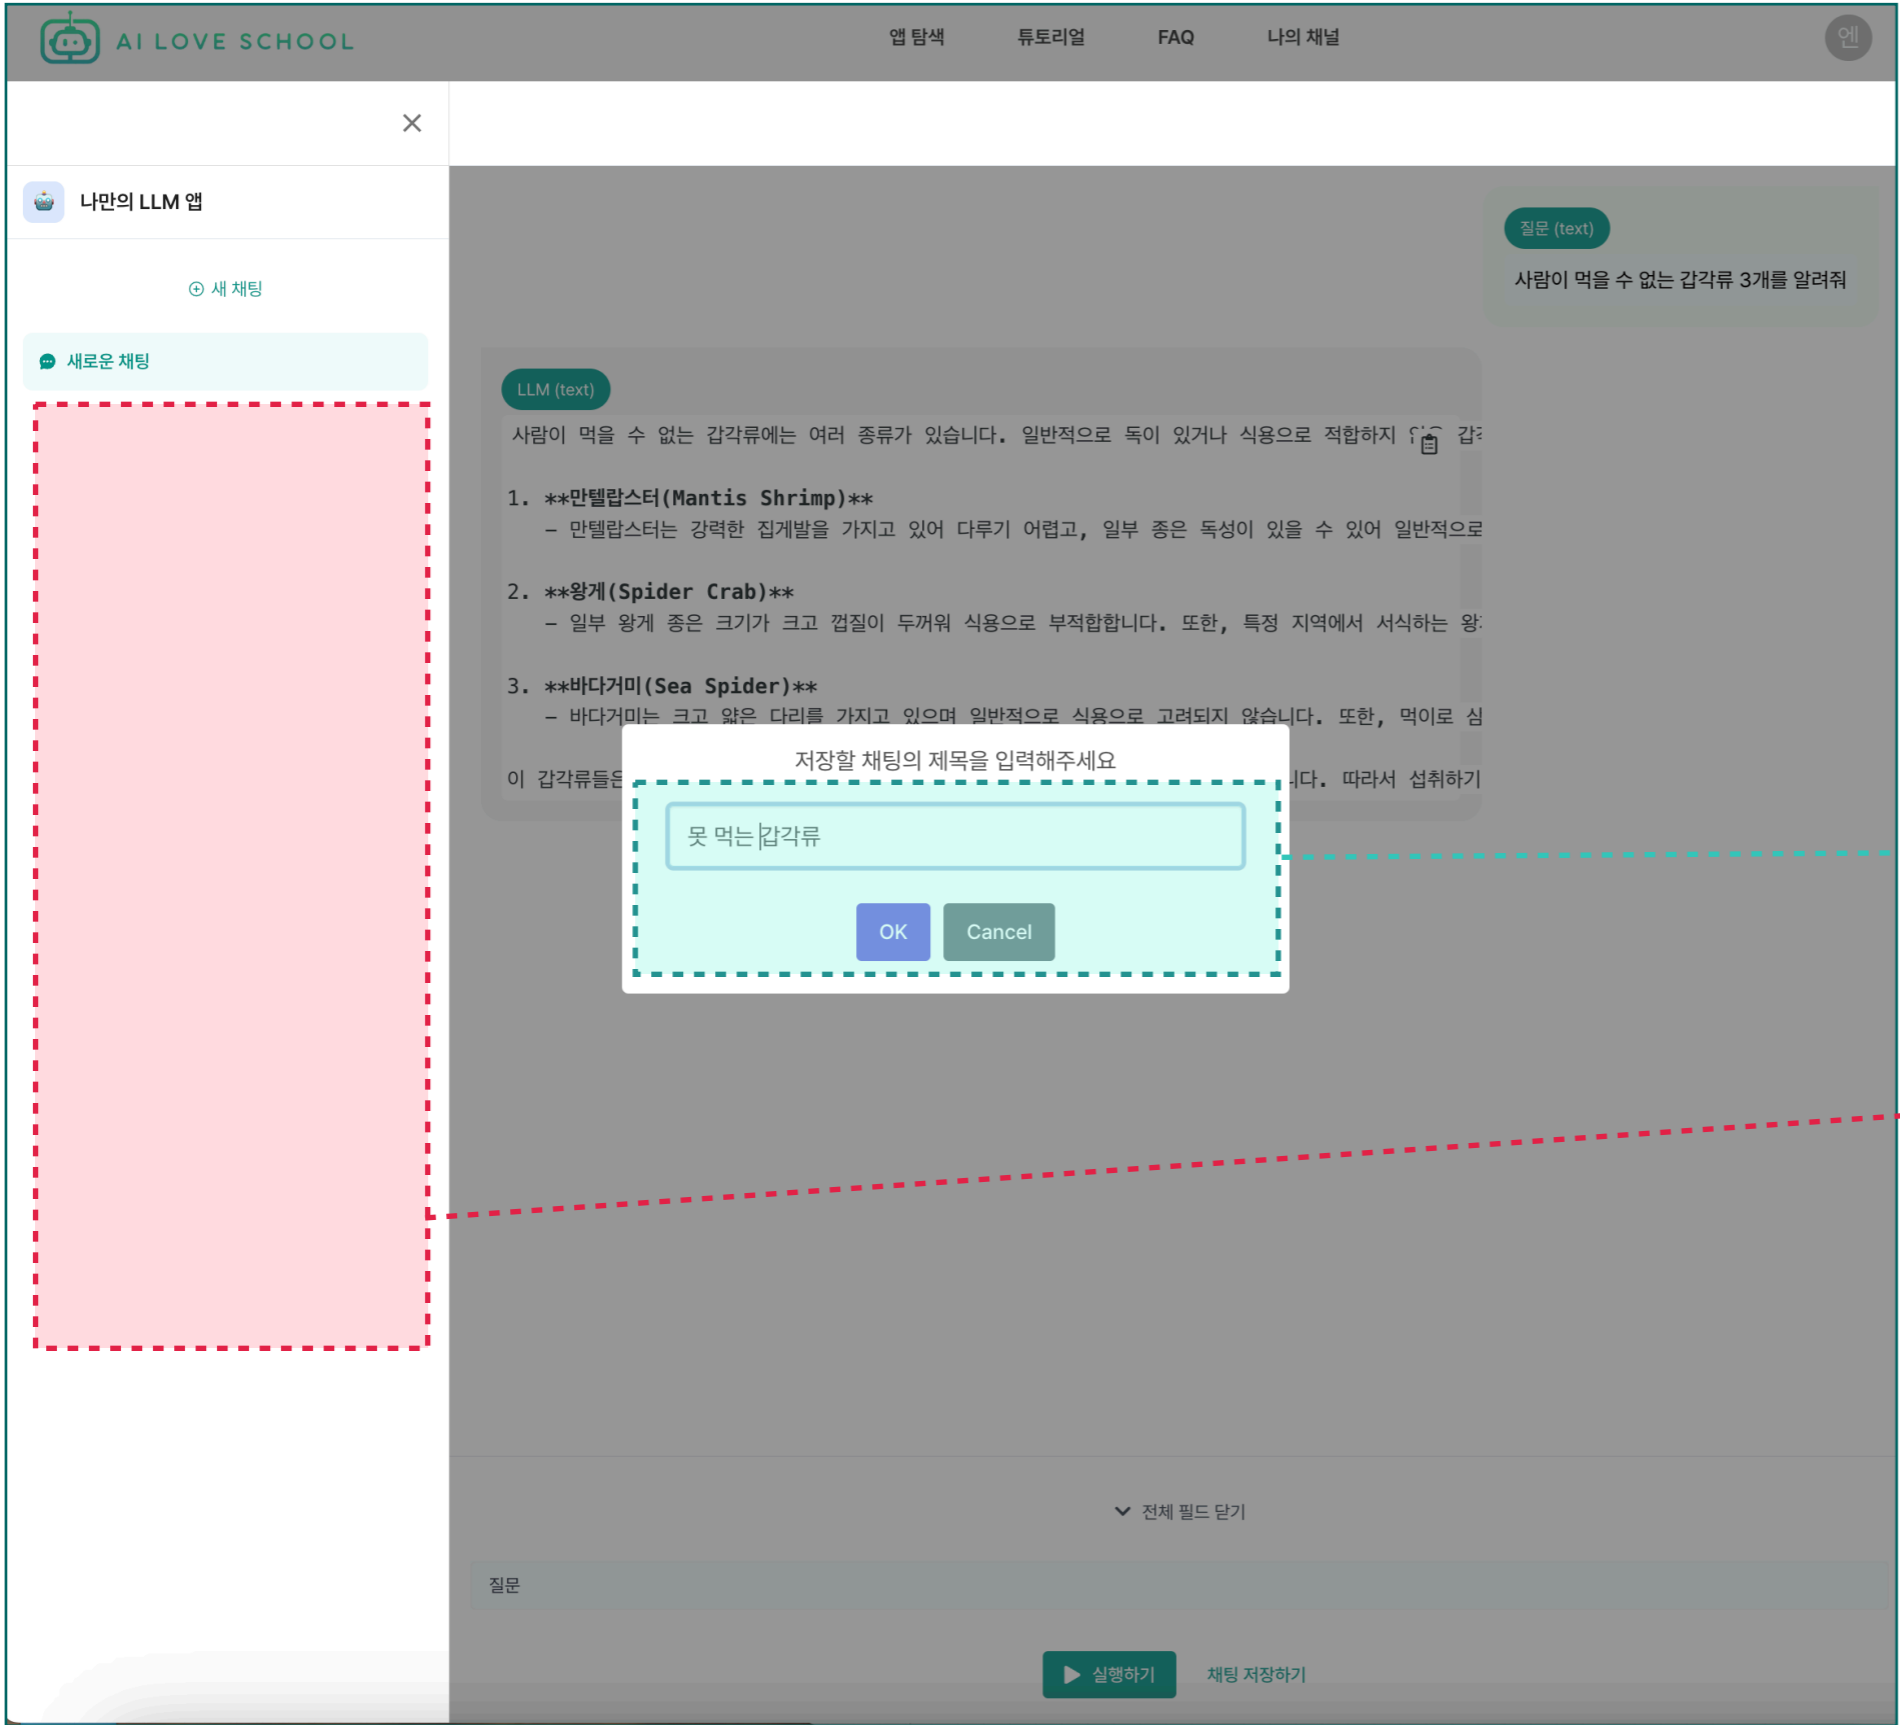 AI LOVE SCHOOL
앱 탐색
튜토리얼
FAQ
나의 채널
엔
나만의 LLM 앱
새 채팅
새로운 채팅
질문 (text)
사람이 먹을 수 없는 갑각류 3개를 알려줘
LLM (text)
사람이 먹을 수 없는 갑각류에는 여러 종류가 있습니다. 일반적으로 독이 있거나 식용으로 적합하지
1. **만텔랍스터(Mantis Shrimp)**
– 만텔랍스터는 강력한 집게발을 가지고 있어 다루기 어렵고, 일부 종은 독성이 있을 수 있어 일반적으로
2. **왕게(Spider Crab)**
– 일부 왕게 종은 크기가 크고 껍질이 두꺼워 식용으로 부적합합니다. 또한, 특정 지역에서 서식하는
3. **바다거미(Sea Spider)**
– 바다거미는 크고 얇은 다리를 가지고 있으며 일반적으로 식용으로 고려되지 않습니다. 또한, 먹이로
이 갑각류들은 니다. 따라서 섭취하기
저장할 채팅의 제목을 입력해주세요
못 먹는 갑각류
OK
Cancel
전체 필드 닫기
질문
실행하기
채팅 저장하기